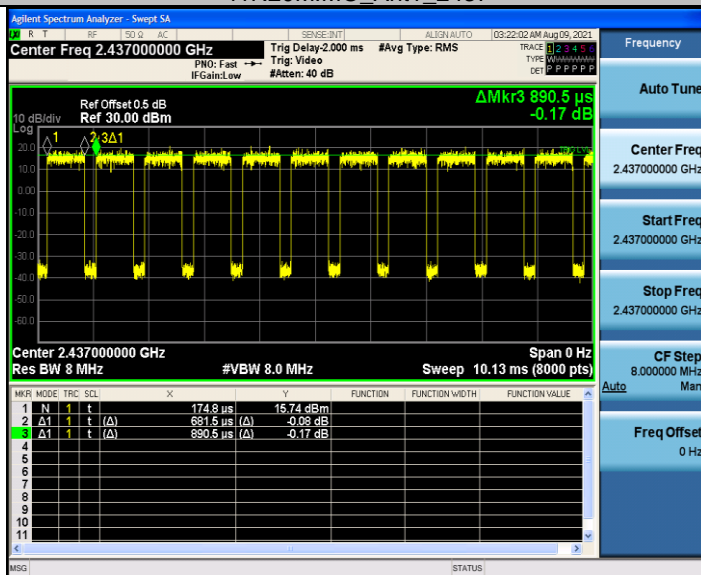 Agilent Spectrum Analyzer - Swept SA
LXI R T RF 50 Ω AC SENSE:INT ALIGN AUTO 03:22:02 AM Aug 09, 2021
Center Freq 2.437000000 GHz
PNO: Fast
IFGain:Low
Trig Delay-2.000 ms
Trig: Video
#Atten: 40 dB
#Avg Type: RMS
TRACE 1 2 3 4 5 6
TYPE W
DET P P P P P P
ΔMkr3 890.5 µs
-0.17 dB
Ref Offset 0.5 dB
10 dB/div Ref 30.00 dBm
Log
1 2 3Δ1
20.0
10.0
0.00
-10.0
-20.0
-30.0
-40.0
-50.0
-60.0
Center 2.437000000 GHz Span 0 Hz
Res BW 8 MHz #VBW 8.0 MHz Sweep 10.13 ms (8000 pts)
MKR MODE TRC SCL X Y FUNCTION FUNCTION WIDTH FUNCTION VALUE
1 N 1 t 174.8 µs 15.74 dBm
2 Δ1 1 t (Δ) 681.5 µs (Δ) -0.08 dB
3 Δ1 1 t (Δ) 890.5 µs (Δ) -0.17 dB
4
5
6
7
8
9
10
11
MSG STATUS
Frequency
Auto Tune
Center Freq
2.437000000 GHz
Start Freq
2.437000000 GHz
Stop Freq
2.437000000 GHz
CF Step
8.000000 MHz
Auto Man
Freq Offset
0 Hz